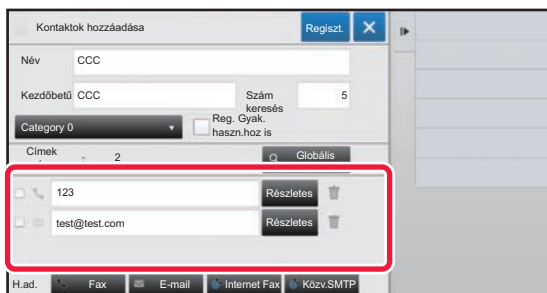 Kontaktok hozzáadása Regiszt.
Név CCC
Kezdőbetű CCC Szám keresés 5
Category 0 Reg. Gyak. haszn.hoz is
Címek : 2 Globális
123 Részletes
test@test.com Részletes
H.ad. Fax E-mail Internet Fax Közv.SMTP